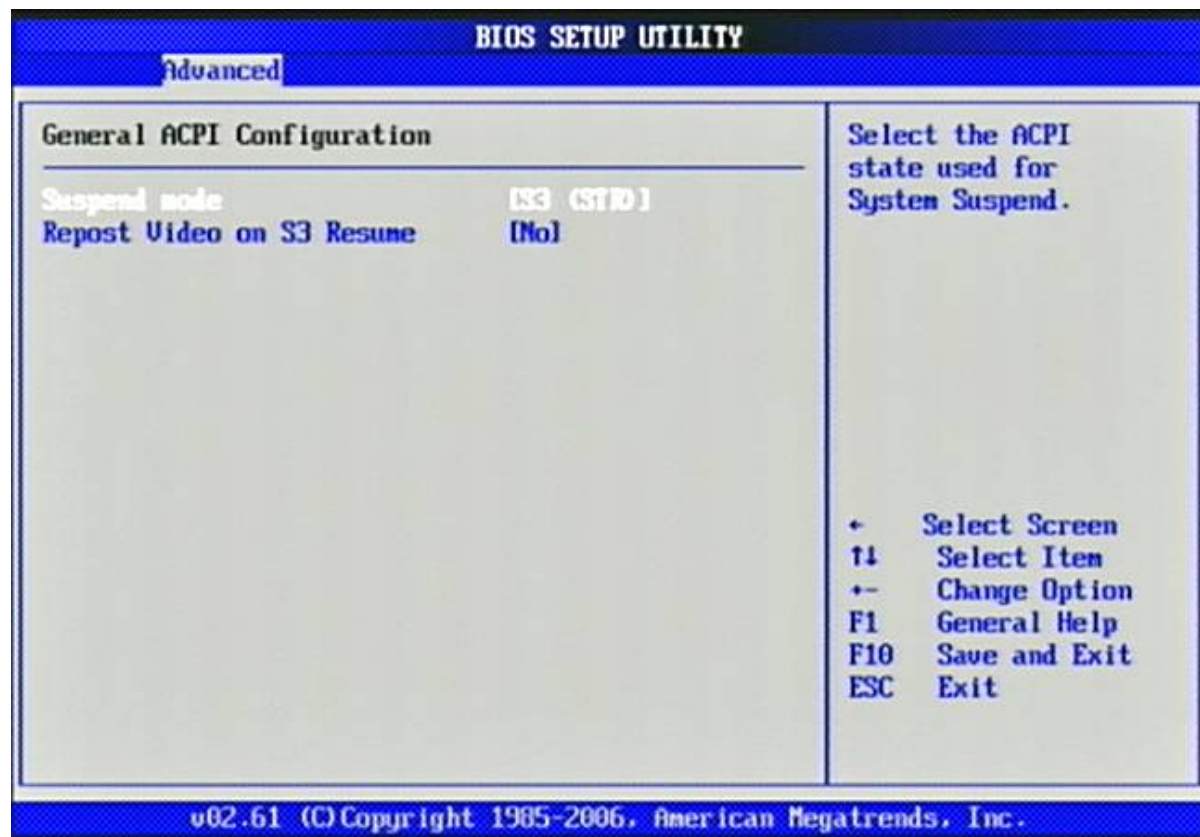 BIOS SETUP UTILITY
Advanced
General ACPI Configuration
Suspend mode [S3 (STR)]
Repost Video on S3 Resume [No]
Select the ACPI
state used for
System Suspend.
← Select Screen
↑↓ Select Item
+- Change Option
F1 General Help
F10 Save and Exit
ESC Exit
v02.61 (C)Copyright 1985-2006, American Megatrends, Inc.